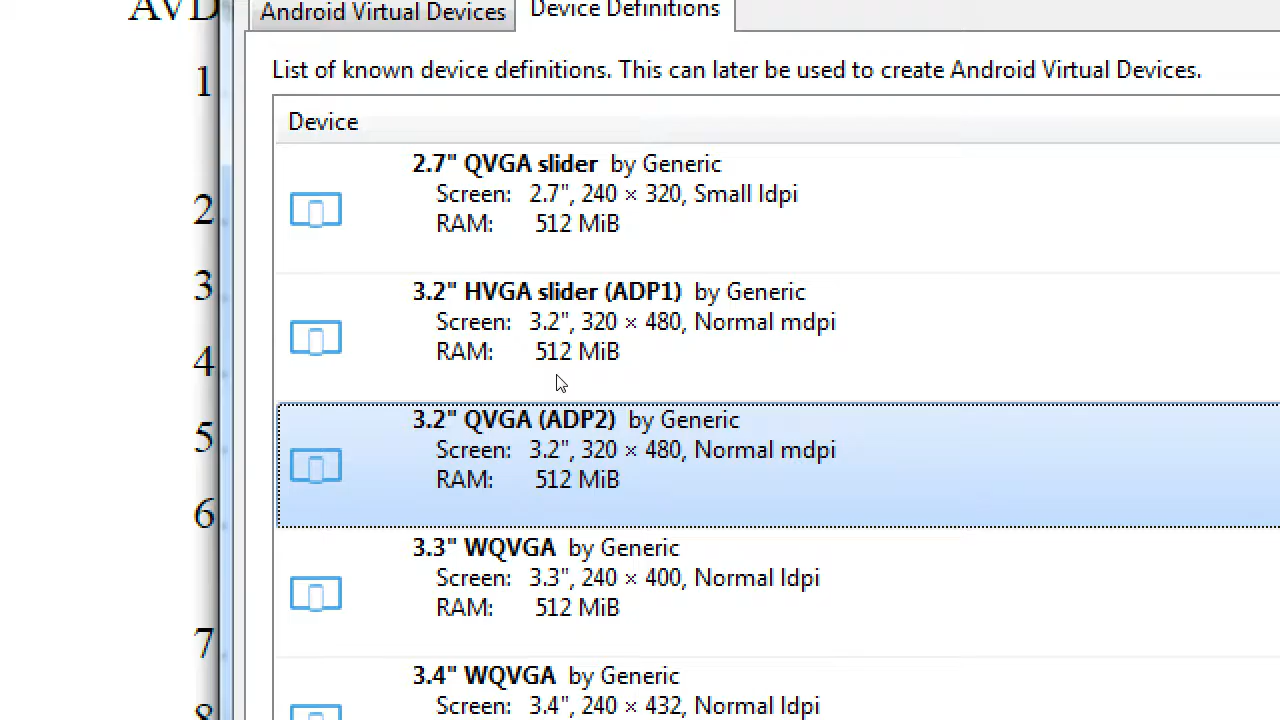 AVD
Android Virtual Devices Device Definitions
1
List of known device definitions. This can later be used to create Android Virtual Devices.
Device
2.7" QVGA slider by Generic
2
Screen: 2.7", 240 × 320, Small ldpi
RAM: 512 MiB
3
3.2" HVGA slider (ADP1) by Generic
Screen: 3.2", 320 × 480, Normal mdpi
4
RAM: 512 MiB
3.2" QVGA (ADP2) by Generic
5
Screen: 3.2", 320 × 480, Normal mdpi
RAM: 512 MiB
6
3.3" WQVGA by Generic
Screen: 3.3", 240 × 400, Normal ldpi
RAM: 512 MiB
7
3.4" WQVGA by Generic
8
Screen: 3.4", 240 × 432, Normal ldpi